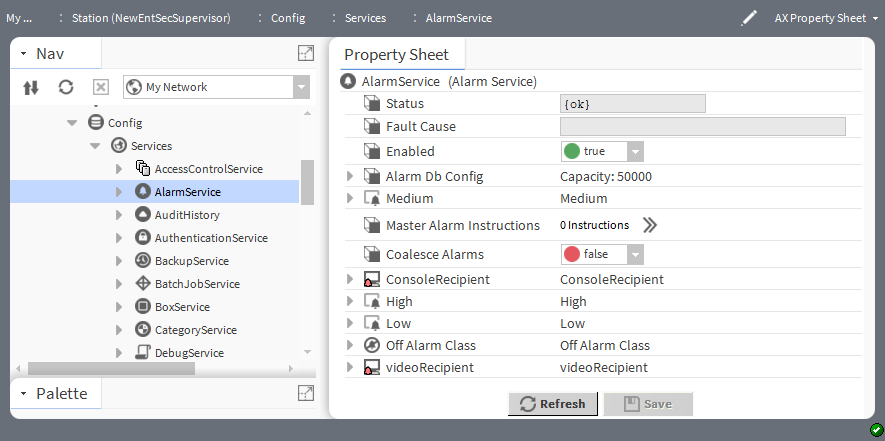 My ... : Station (NewEntSecSupervisor) : Config : Services : AlarmService AX Property Sheet
Nav
My Network
Config
Services
AccessControlService
AlarmService
AuditHistory
AuthenticationService
BackupService
BatchJobService
BoxService
CategoryService
DebugService
Palette
Property Sheet
AlarmService (Alarm Service)
Status {ok}
Fault Cause
Enabled true
Alarm Db Config Capacity: 50000
Medium Medium
Master Alarm Instructions 0 Instructions
Coalesce Alarms false
ConsoleRecipient ConsoleRecipient
High High
Low Low
Off Alarm Class Off Alarm Class
videoRecipient videoRecipient
Refresh Save